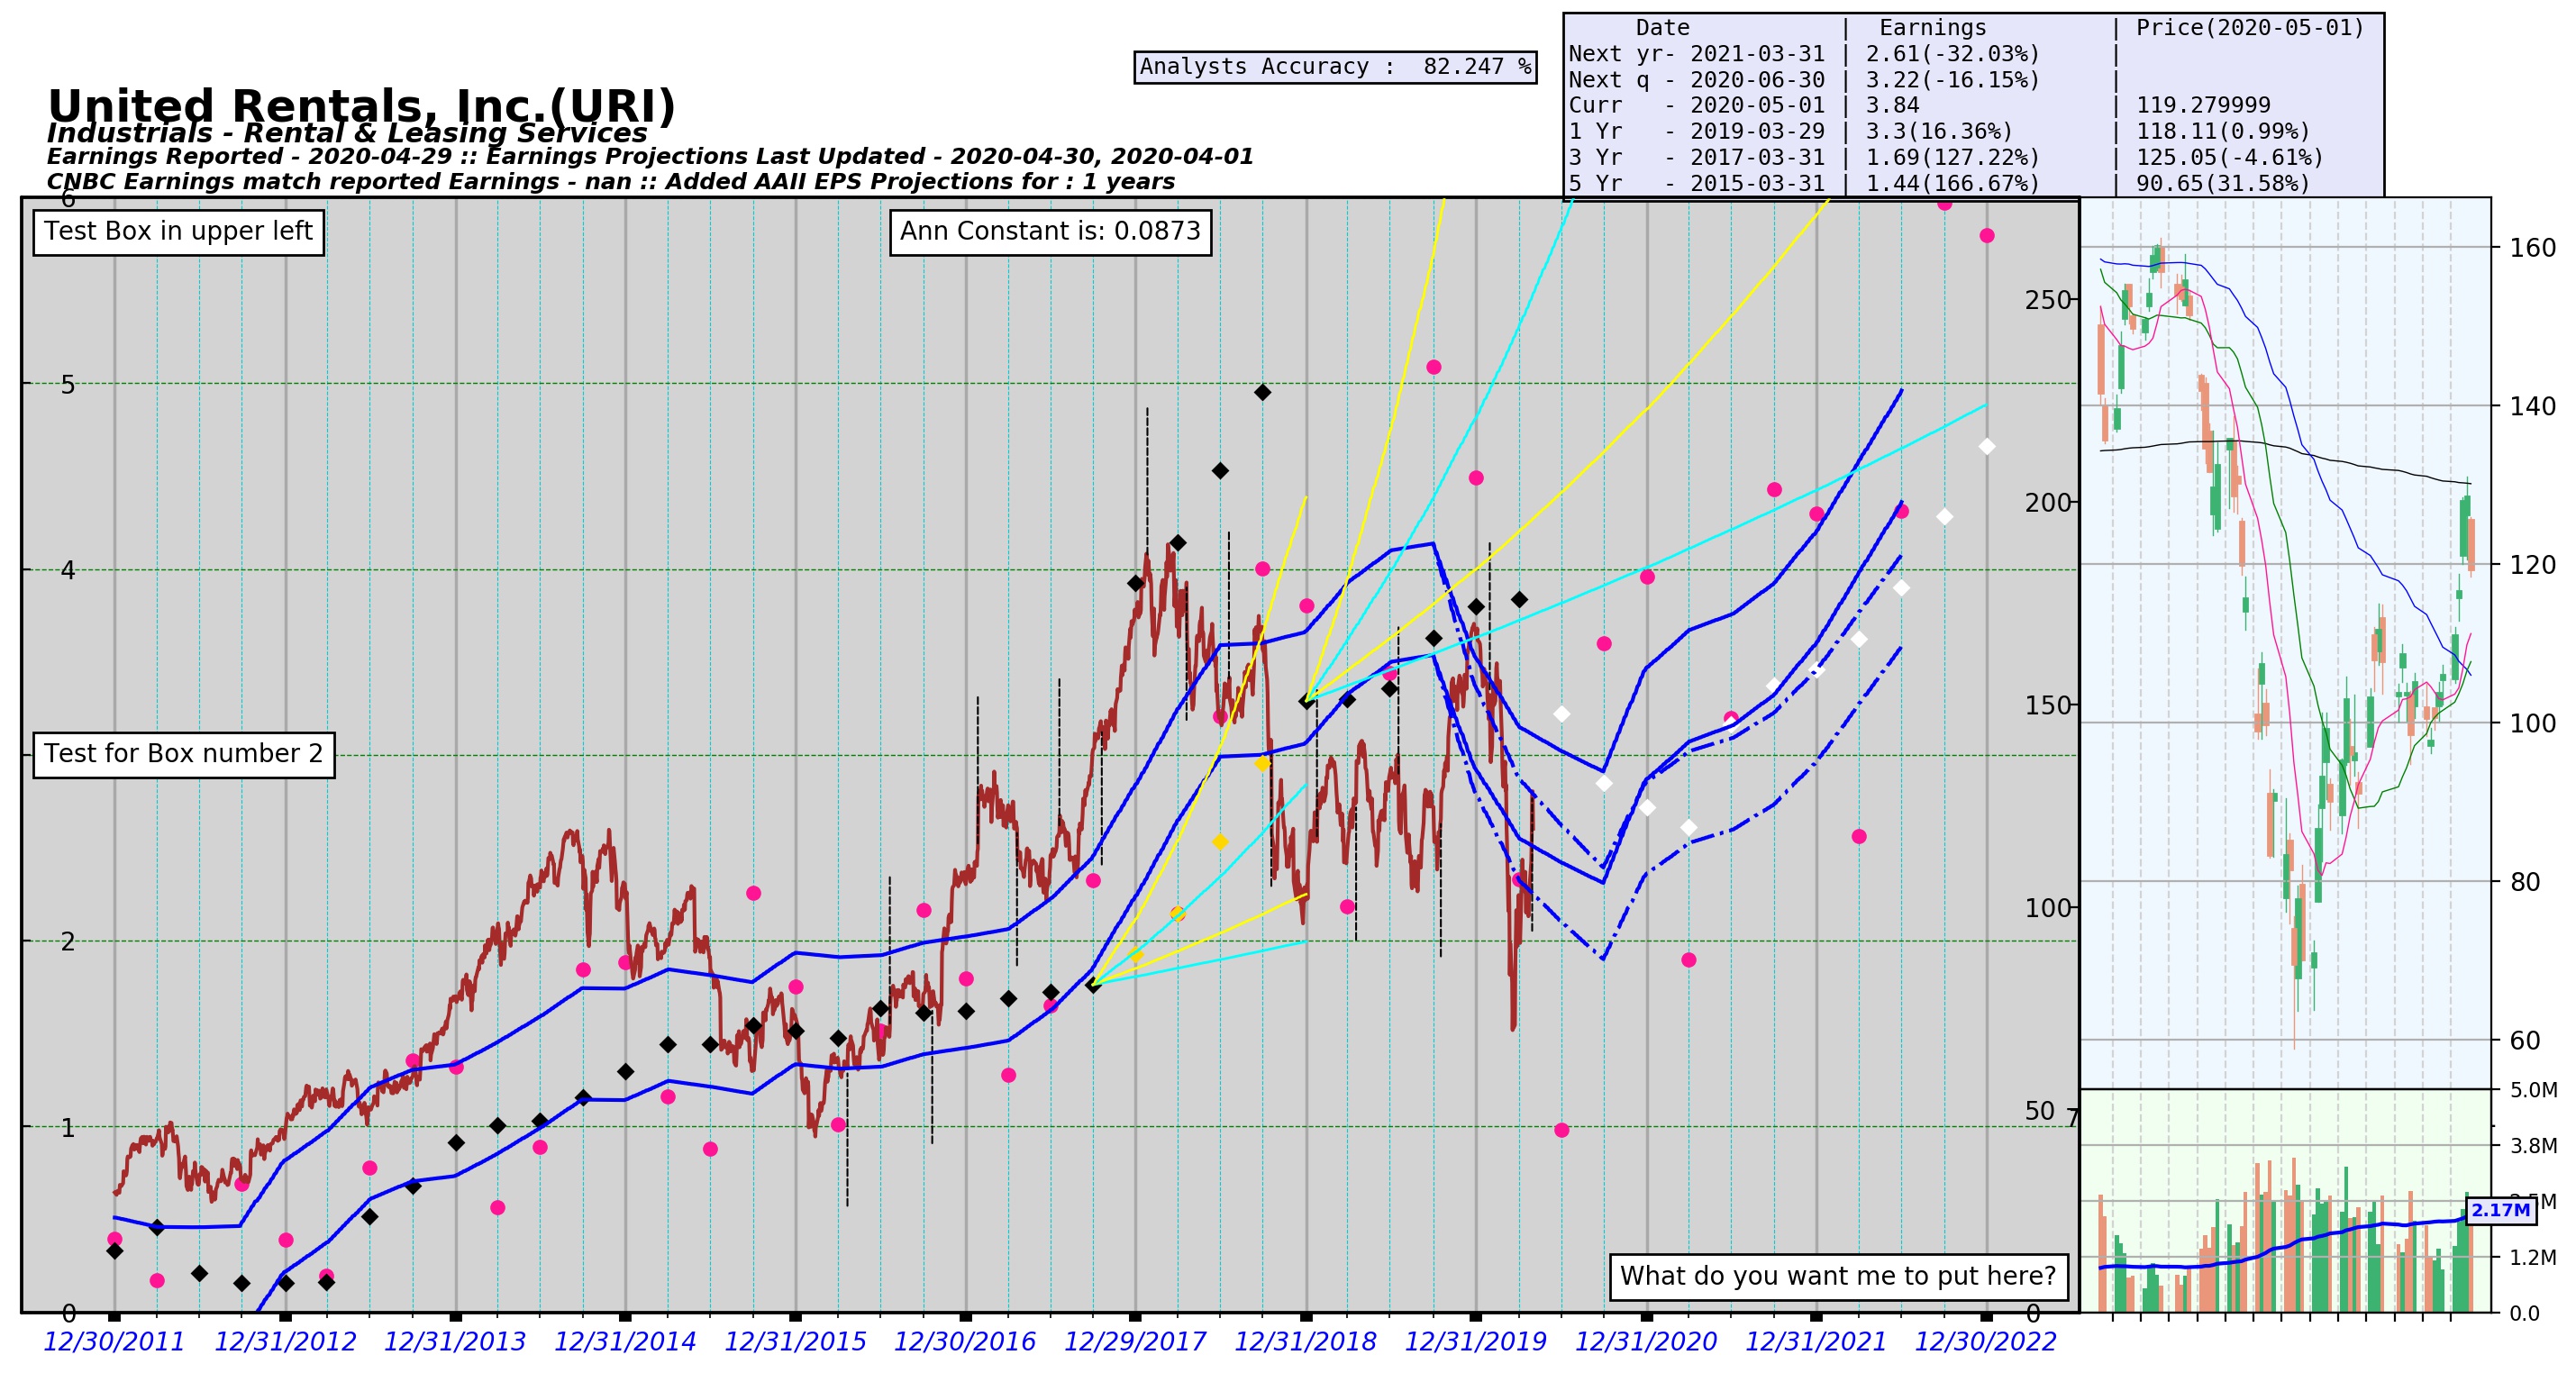 Date | Earnings | Price(2020-05-01)
Next yr- 2021-03-31 | 2.61(-32.03%) |
Next q - 2020-06-30 | 3.22(-16.15%) |
Curr - 2020-05-01 | 3.84 | 119.279999
1 Yr - 2019-03-29 | 3.3(16.36%) | 118.11(0.99%)
3 Yr - 2017-03-31 | 1.69(127.22%) | 125.05(-4.61%)
5 Yr - 2015-03-31 | 1.44(166.67%) | 90.65(31.58%)
Analysts Accuracy : 82.247 %
United Rentals, Inc.(URI)
Industrials - Rental & Leasing Services
Earnings Reported - 2020-04-29 :: Earnings Projections Last Updated - 2020-04-30, 2020-04-01
CNBC Earnings match reported Earnings - nan :: Added AAII EPS Projections for : 1 years
6
Test Box in upper left
Ann Constant is: 0.0873
5
4
Test for Box number 2
2
1
0
250
200
150
100
50
0
160
140
120
100
80
60
5.0M
3.8M
1.2M
0.0
2.17M
What do you want me to put here?
12/30/2011 12/31/2012 12/31/2013 12/31/2014 12/31/2015 12/30/2016 12/29/2017 12/31/2018 12/31/2019 12/31/2020 12/31/2021 12/30/2022